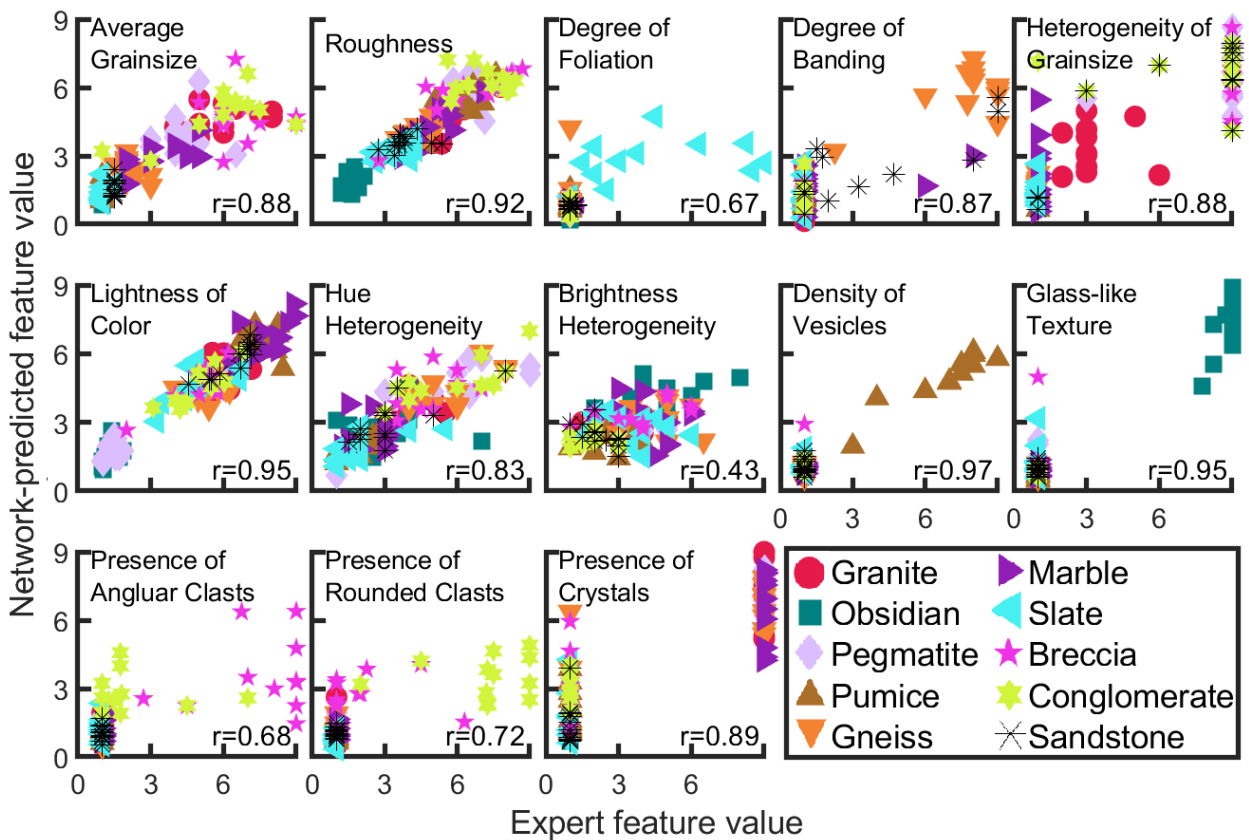 Network-predicted feature value
9
6
3
0
Average
Grainsize
r=0.88
Roughness
r=0.92
Degree of
Foliation
r=0.67
Degree of
Banding
r=0.87
Heterogeneity of
Grainsize
r=0.88
9
6
3
0
Lightness of
Color
r=0.95
Hue
Heterogeneity
r=0.83
Brightness
Heterogeneity
r=0.43
Density of
Vesicles
r=0.97
Glass-like
Texture
r=0.95
0 3 6
0 3 6
9
6
3
0
Presence of
Angluar Clasts
r=0.68
Presence of
Rounded Clasts
r=0.72
Presence of
Crystals
r=0.89
0 3 6
0 3 6
0 3 6
Expert feature value
Granite
Obsidian
Pegmatite
Pumice
Gneiss
Marble
Slate
Breccia
Conglomerate
Sandstone